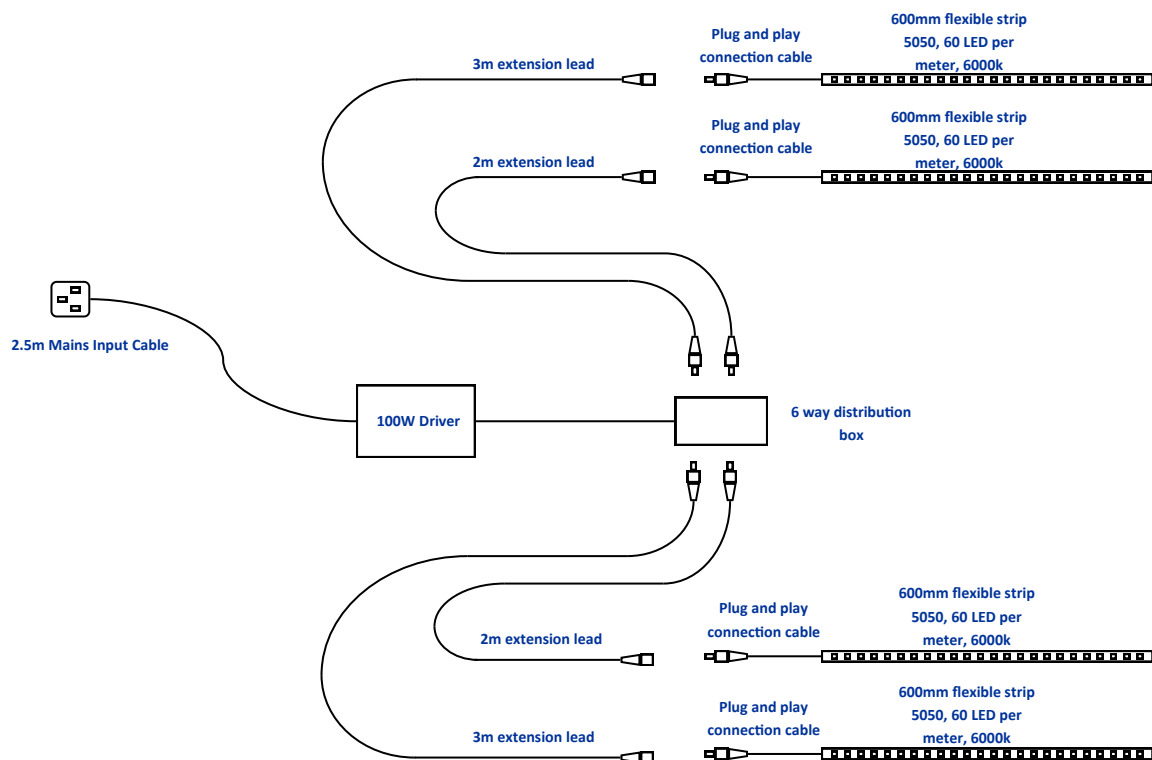 600mm flexible strip
5050, 60 LED per
meter, 6000k
Plug and play
connection cable
3m extension lead
600mm flexible strip
5050, 60 LED per
meter, 6000k
Plug and play
connection cable
2m extension lead
2.5m Mains Input Cable
100W Driver
6 way distribution
box
600mm flexible strip
5050, 60 LED per
meter, 6000k
Plug and play
connection cable
2m extension lead
600mm flexible strip
5050, 60 LED per
meter, 6000k
Plug and play
connection cable
3m extension lead